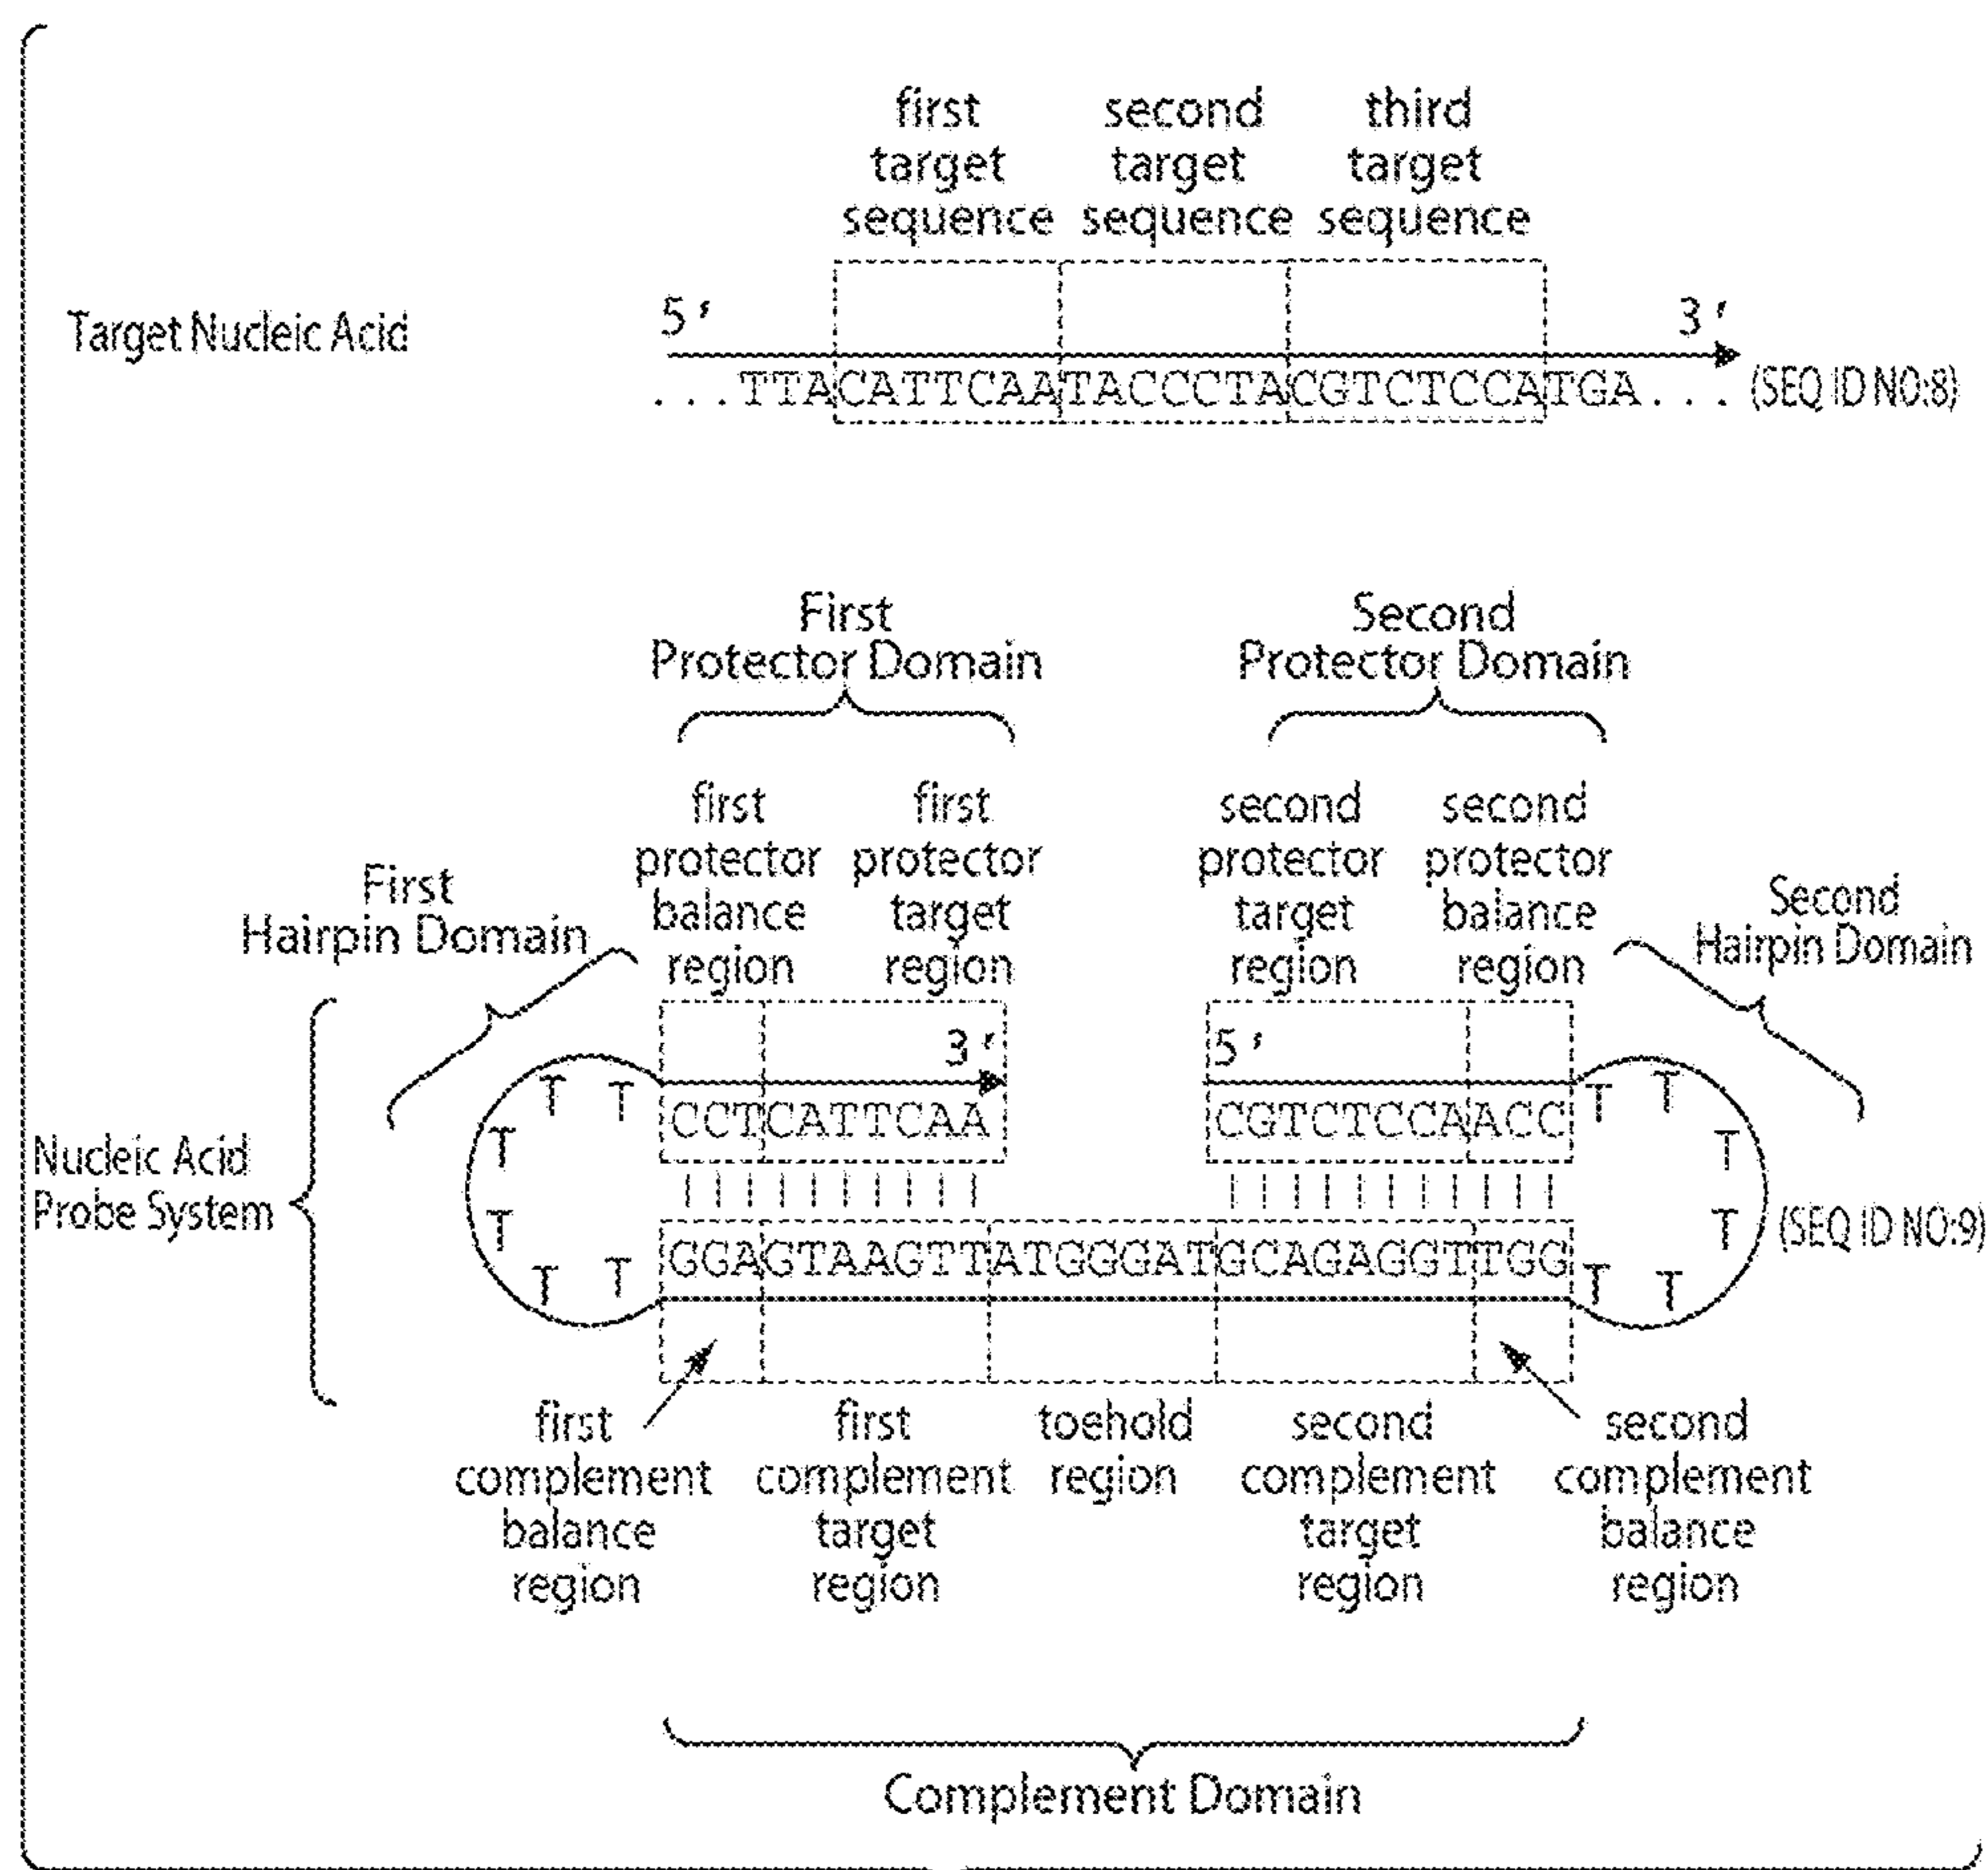 first
target
sequence
second
target
sequence
third
target
sequence
Target Nucleic Acid
5'
3'
...TTACATTCAATACCCTACGTCTCCATGA...
(SEQ ID NO:8)
First
Protector Domain
Second
Protector Domain
first
protector
balance
region
first
protector
target
region
second
protector
target
region
second
protector
balance
region
First
Hairpin Domain
Second
Hairpin Domain
Nucleic Acid
Probe System
3'
5'
T T
T
T
T T
CCTCATTCAA
CGTCTCCAACC
T T
T
T
T T
GGAGTAAGTTATGGGATGCAGAGGTTGG
(SEQ ID NO:9)
first
complement
balance
region
first
complement
target
region
toehold
region
second
complement
target
region
second
complement
balance
region
Complement Domain